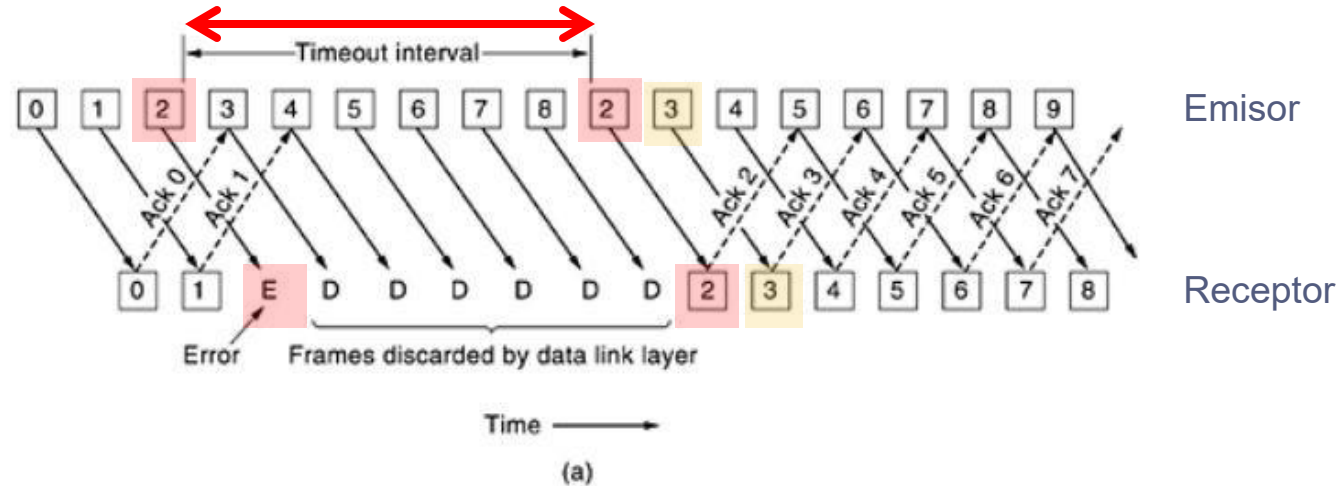 Timeout interval
0 1 2 3 4 5 6 7 8 2 3 4 5 6 7 8 9 Emisor
Ack 0 Ack 1 Ack 2 Ack 3 Ack 4 Ack 5 Ack 6 Ack 7
0 1 E D D D D D D 2 3 4 5 6 7 8 Receptor
Error Frames discarded by data link layer
Time
(a)